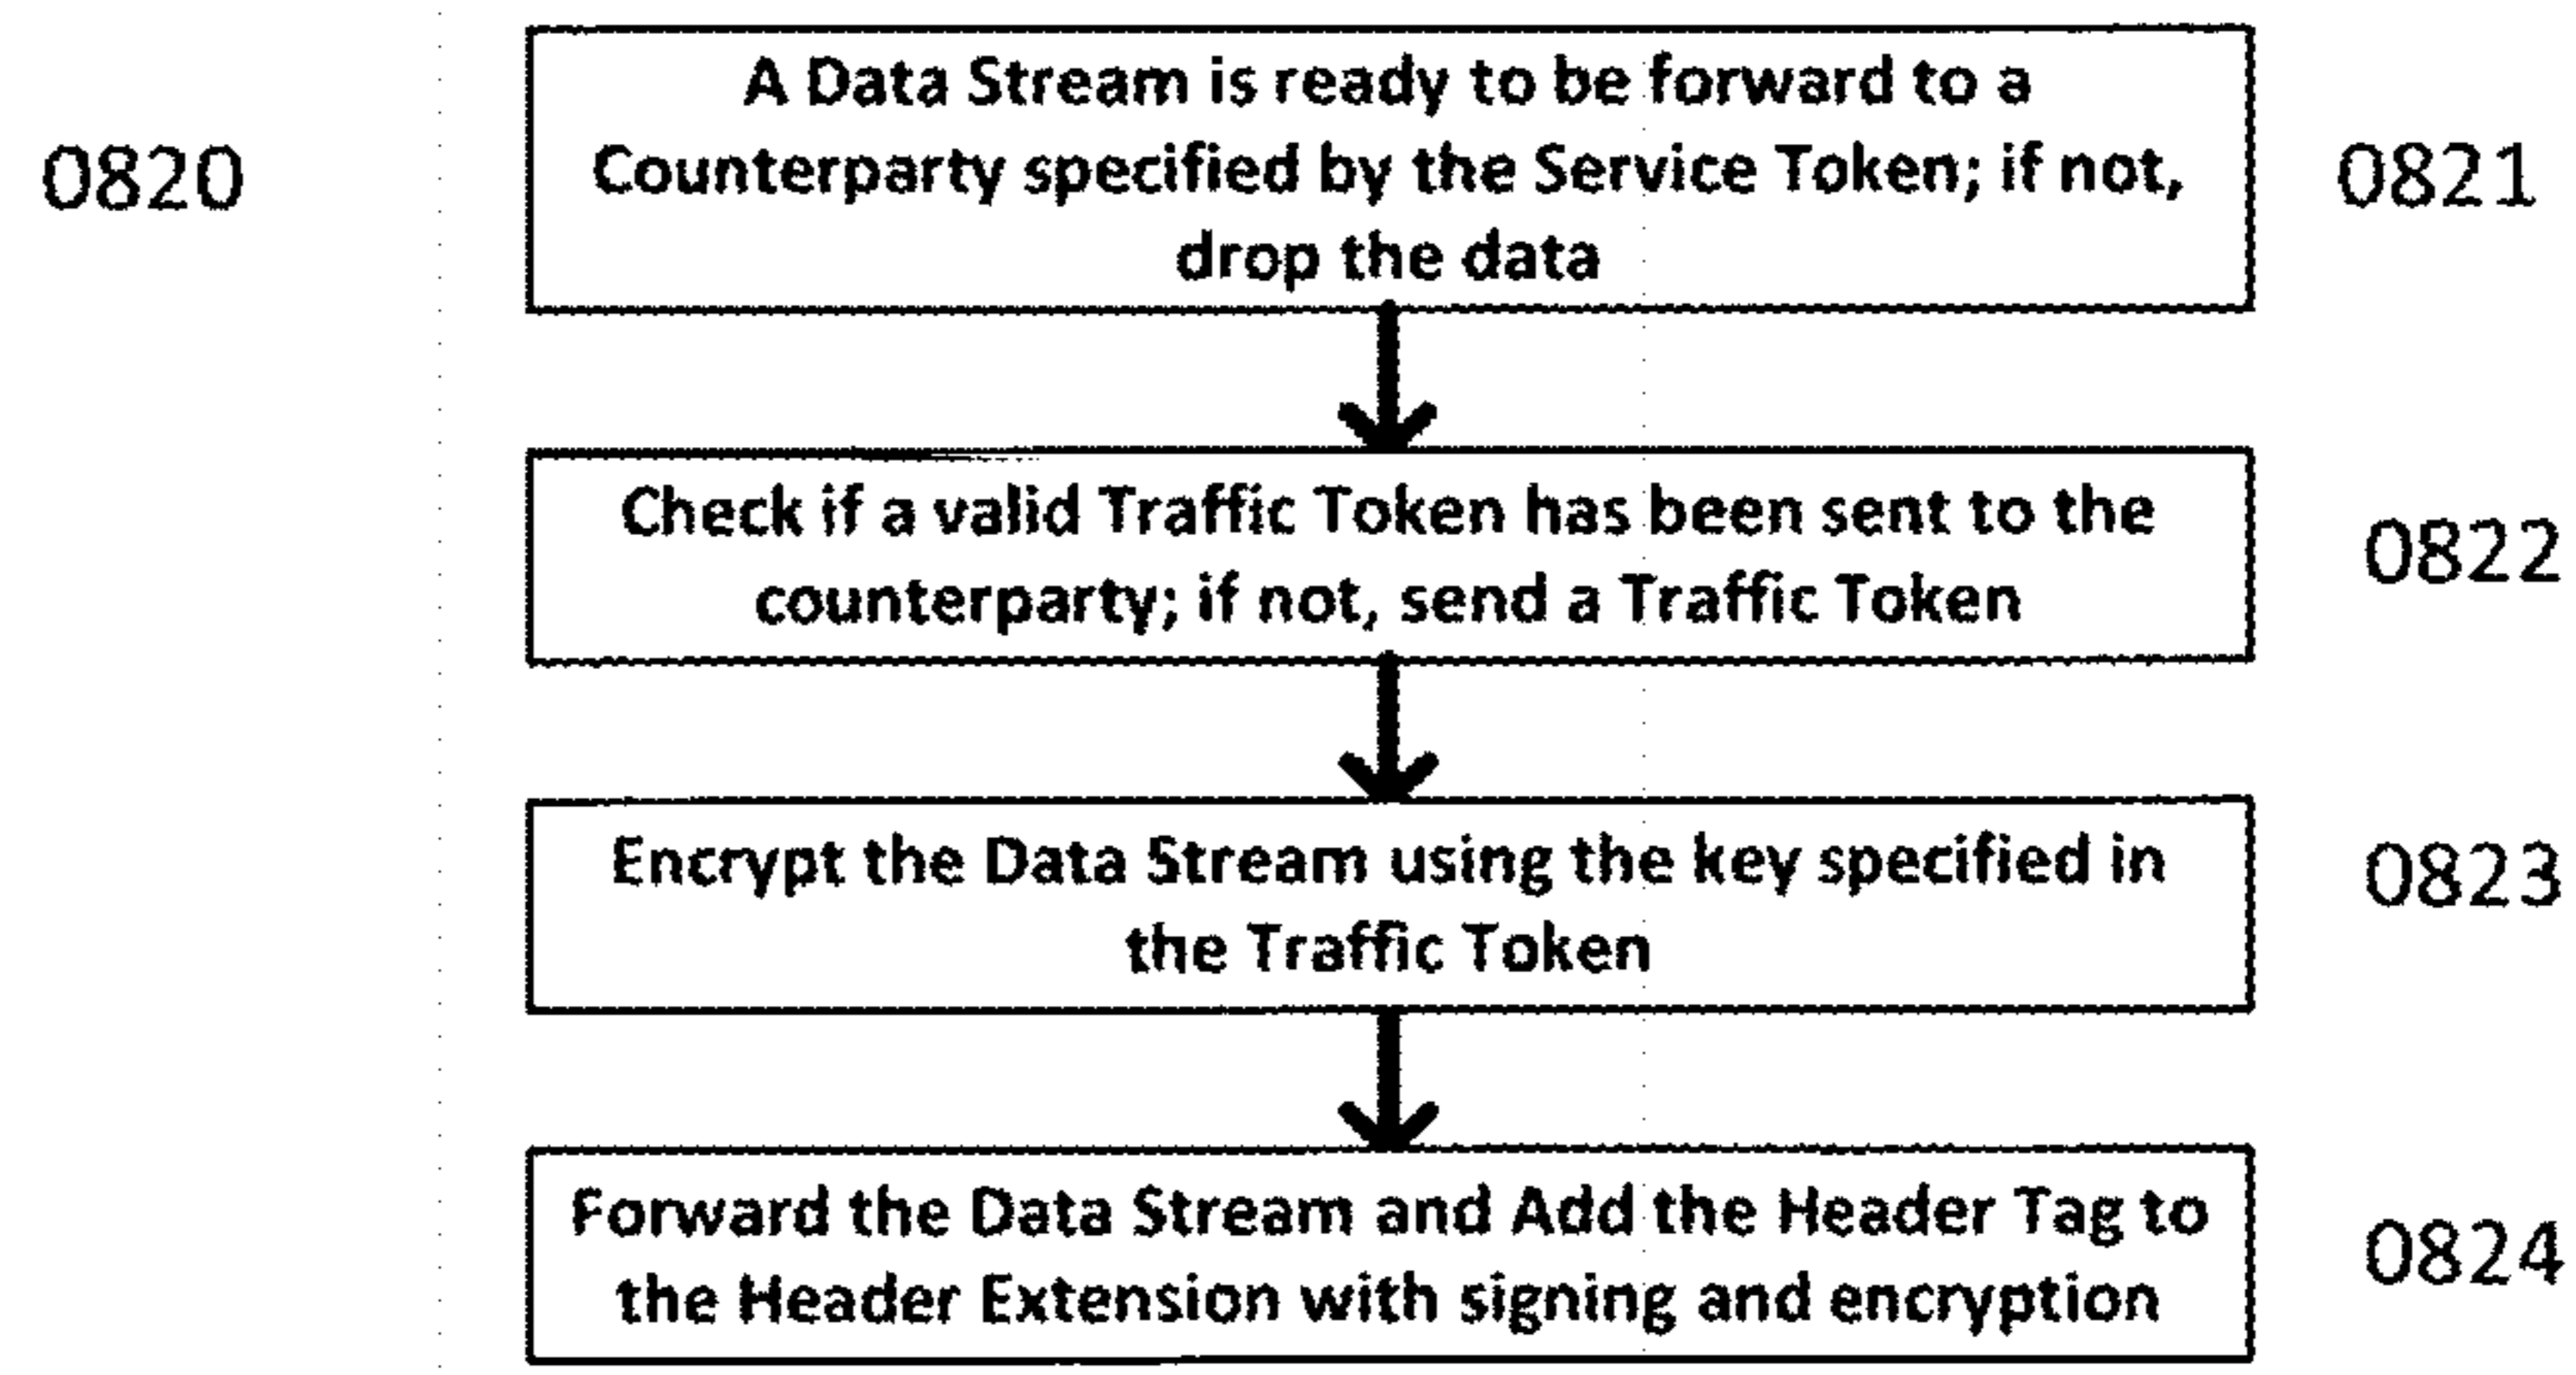 A Data Stream is ready to be forward to a
0820
Counterparty specified by the Service Token; if not,
0821
drop the data
Check if a valid Traffic Token has been sent to the
0822
counterparty; if not, send a Traffic Token
Encrypt the Data Stream using the key specified in
0823
the Traffic Token
Forward the Data Stream and Add the Header Tag to
0824
the Header Extension with signing and encryption